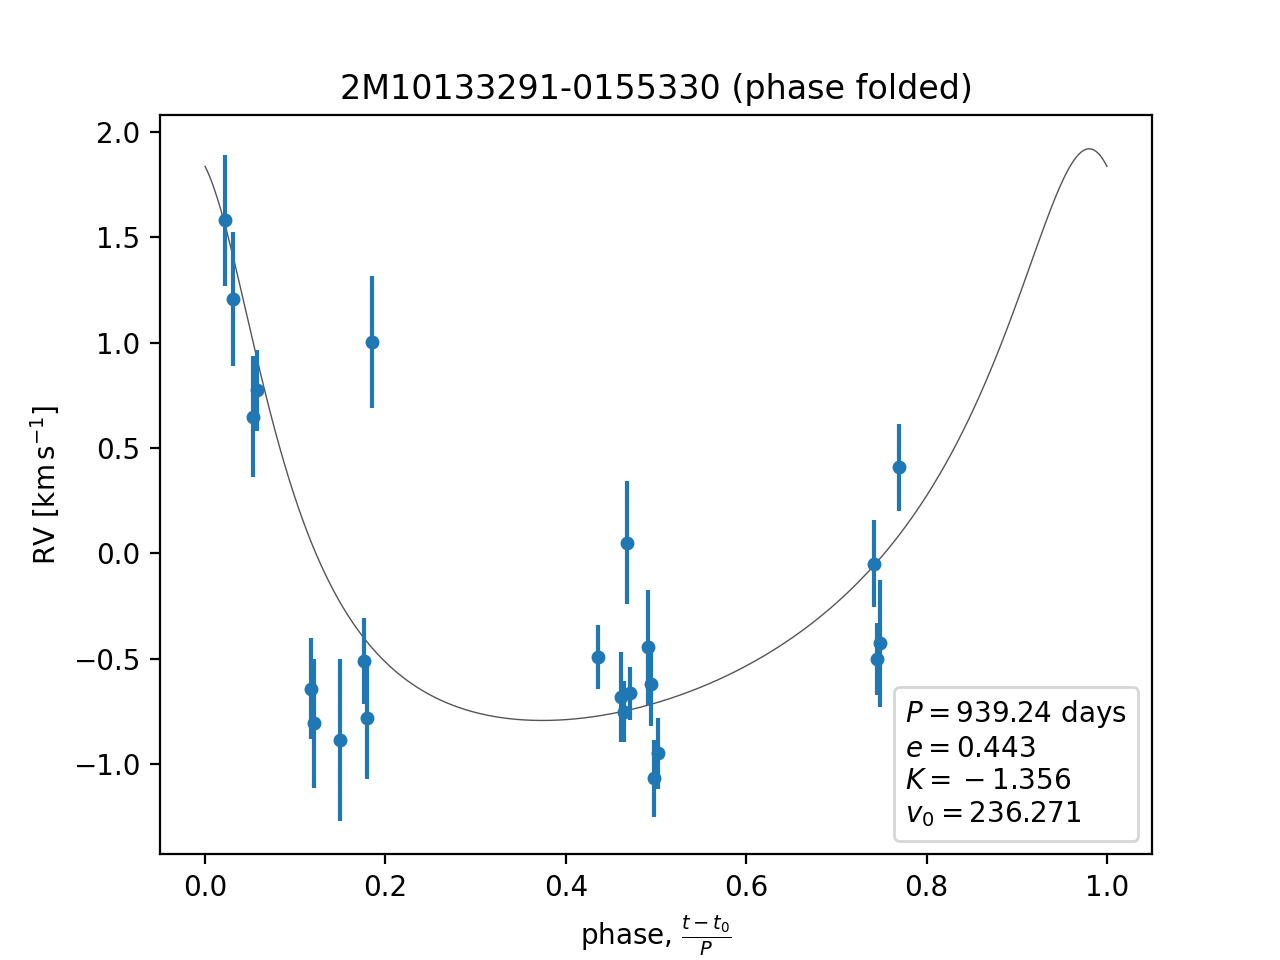 2M10133291-0155330 (phase folded)
2.0
1.5
1.0
0.5
0.0
−0.5
−1.0
RV [km s⁻¹]
P = 939.24 days
e = 0.443
K = −1.356
v₀ = 236.271
0.0 0.2 0.4 0.6 0.8 1.0
phase, (t − t₀)/P